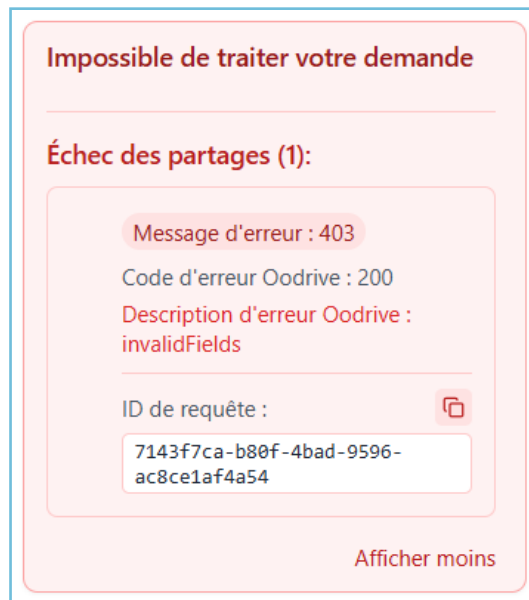 Impossible de traiter votre demande
Échec des partages (1):
Message d'erreur : 403
Code d'erreur Oodrive : 200
Description d'erreur Oodrive :
invalidFields
ID de requête :
7143f7ca-b80f-4bad-9596-
ac8ce1af4a54
Afficher moins